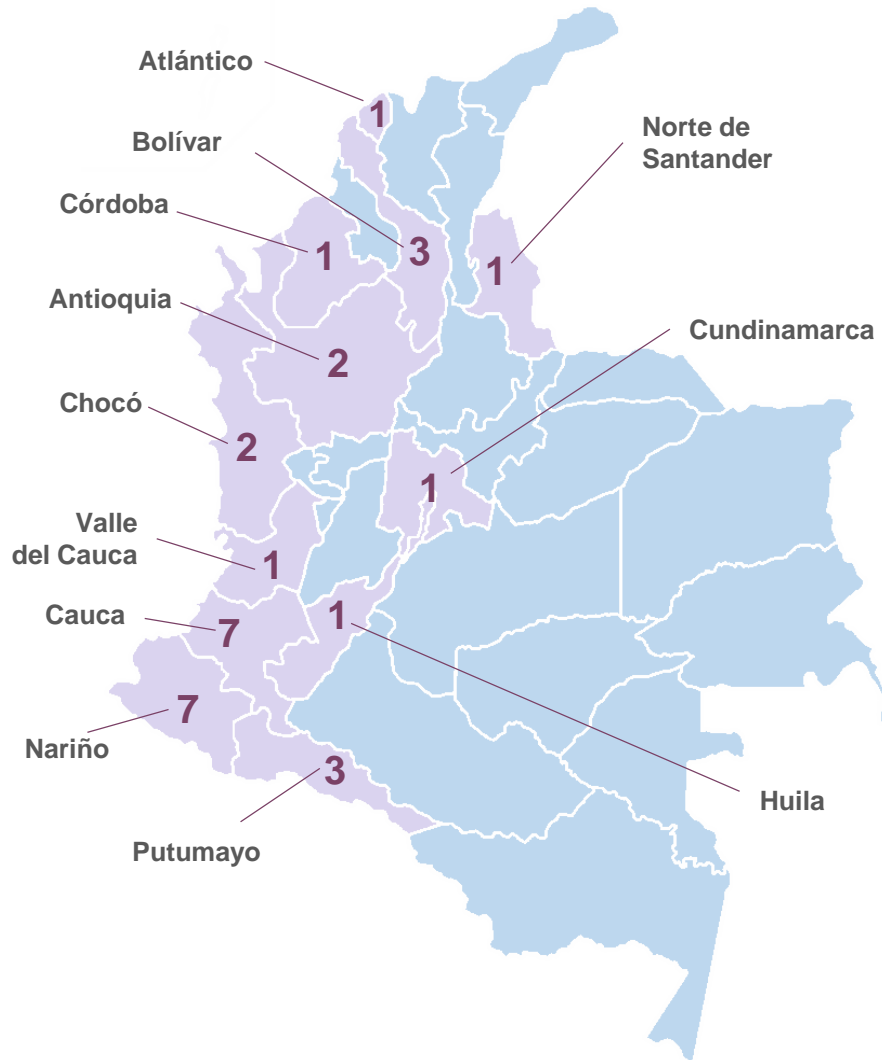 Atlántico
1
Bolívar
Norte de
Santander
Córdoba
1
3
1
Antioquia
Cundinamarca
2
Chocó
2
1
Valle
del Cauca
1
Cauca
1
7
7
Nariño
3
Huila
Putumayo